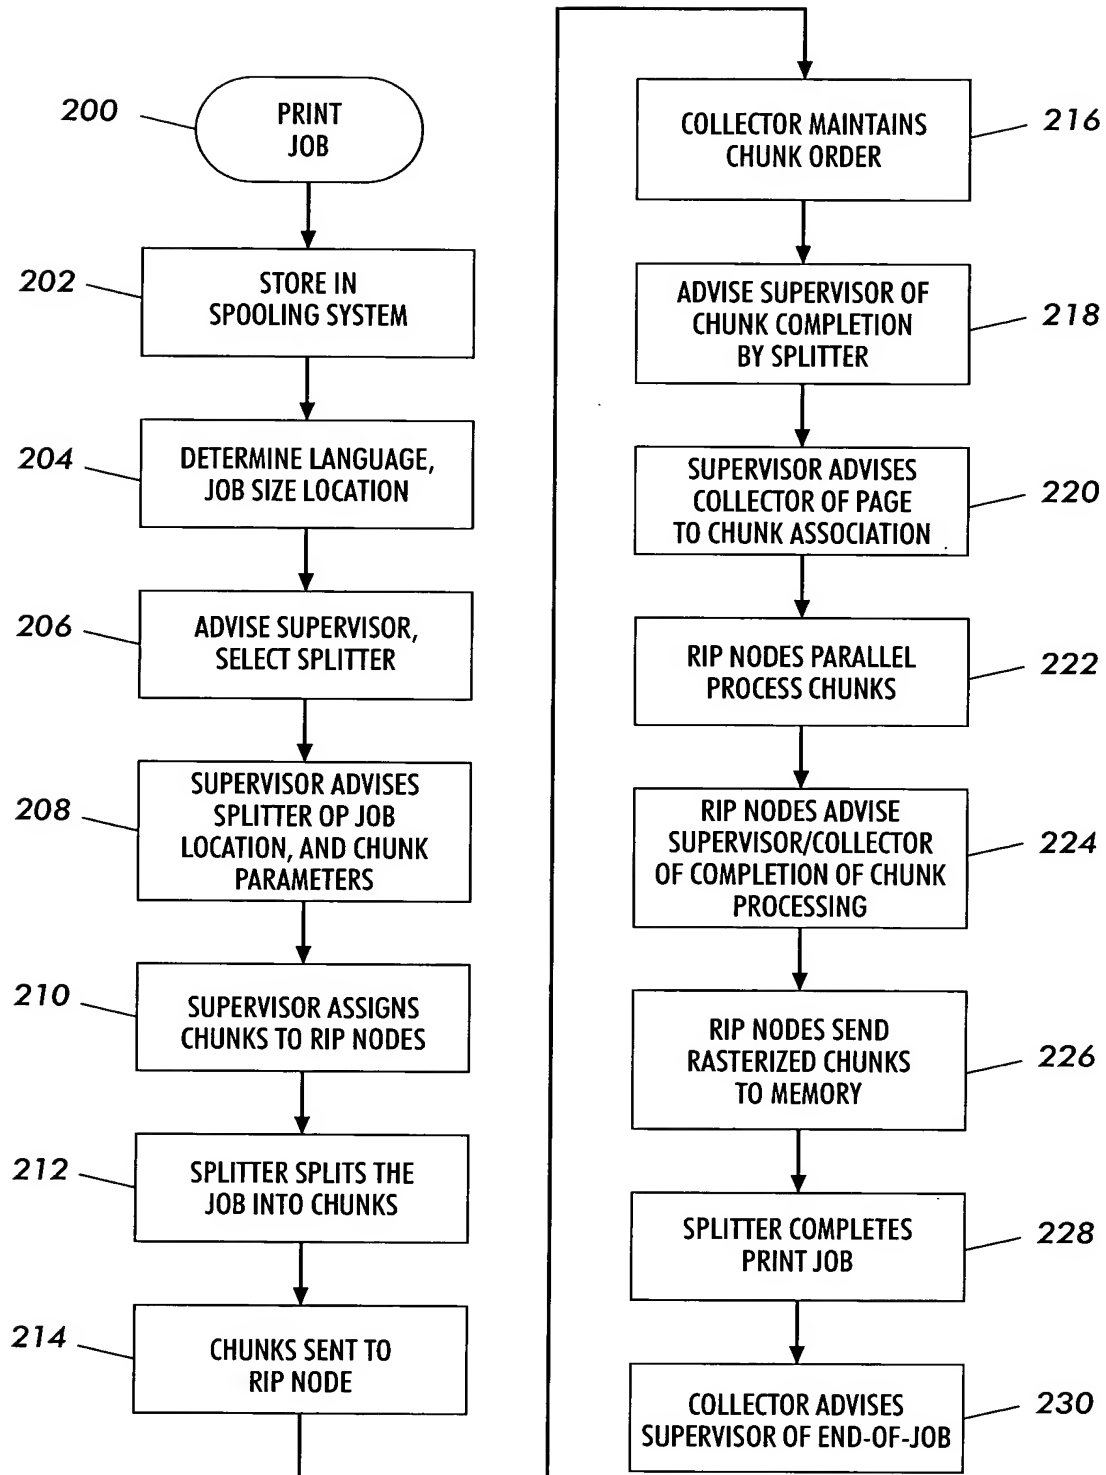 200
PRINT
JOB
202
STORE IN
SPOOLING SYSTEM
204
DETERMINE LANGUAGE,
JOB SIZE LOCATION
206
ADVISE SUPERVISOR,
SELECT SPLITTER
208
SUPERVISOR ADVISES
SPLITTER OP JOB
LOCATION, AND CHUNK
PARAMETERS
210
SUPERVISOR ASSIGNS
CHUNKS TO RIP NODES
212
SPLITTER SPLITS THE
JOB INTO CHUNKS
214
CHUNKS SENT TO
RIP NODE
COLLECTOR MAINTAINS
CHUNK ORDER
216
ADVISE SUPERVISOR OF
CHUNK COMPLETION
BY SPLITTER
218
SUPERVISOR ADVISES
COLLECTOR OF PAGE
TO CHUNK ASSOCIATION
220
RIP NODES PARALLEL
PROCESS CHUNKS
222
RIP NODES ADVISE
SUPERVISOR/COLLECTOR
OF COMPLETION OF CHUNK
PROCESSING
224
RIP NODES SEND
RASTERIZED CHUNKS
TO MEMORY
226
SPLITTER COMPLETES
PRINT JOB
228
COLLECTOR ADVISES
SUPERVISOR OF END-OF-JOB
230